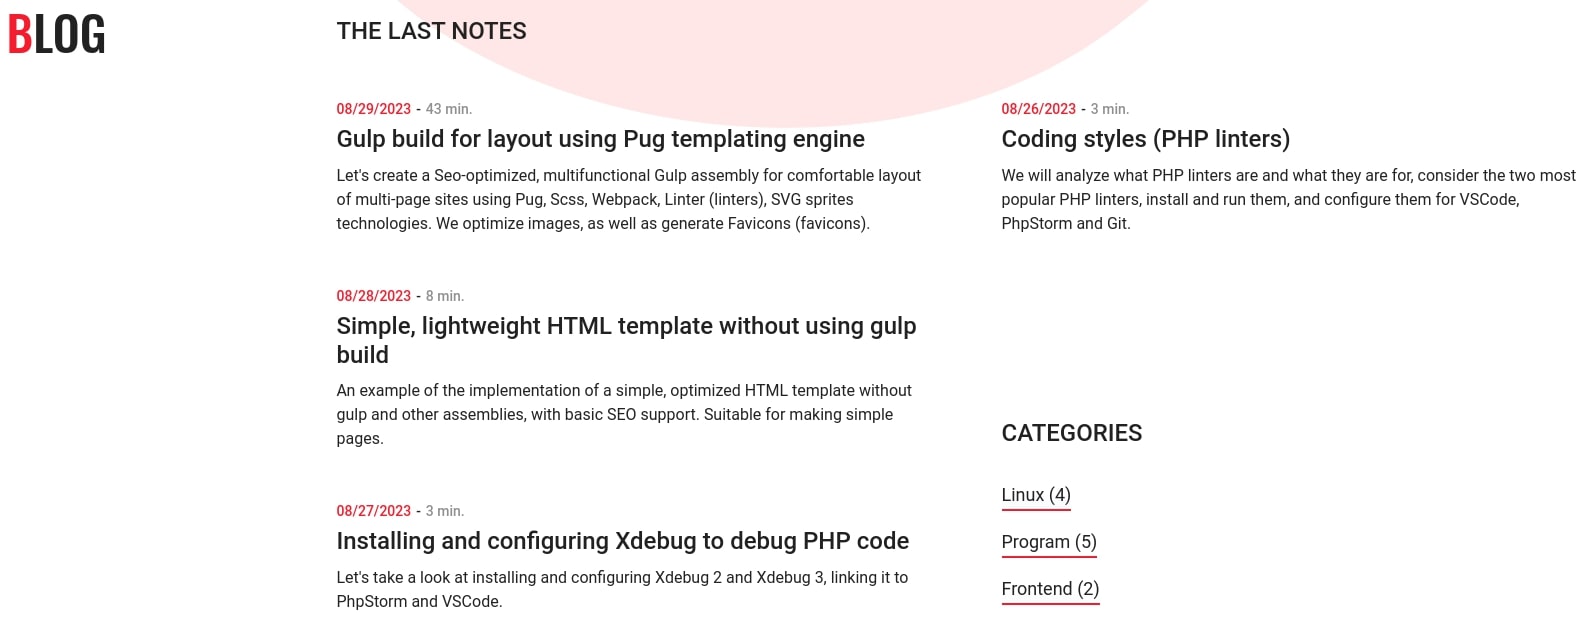 BLOG
THE LAST NOTES
08/29/2023 - 43 min.
Gulp build for layout using Pug templating engine
Let's create a Seo-optimized, multifunctional Gulp assembly for comfortable layout
of multi-page sites using Pug, Scss, Webpack, Linter (linters), SVG sprites
technologies. We optimize images, as well as generate Favicons (favicons).
08/28/2023 - 8 min.
Simple, lightweight HTML template without using gulp
build
An example of the implementation of a simple, optimized HTML template without
gulp and other assemblies, with basic SEO support. Suitable for making simple
pages.
08/27/2023 - 3 min.
Installing and configuring Xdebug to debug PHP code
Let's take a look at installing and configuring Xdebug 2 and Xdebug 3, linking it to
PhpStorm and VSCode.
08/26/2023 - 3 min.
Coding styles (PHP linters)
We will analyze what PHP linters are and what they are for, consider the two most
popular PHP linters, install and run them, and configure them for VSCode,
PhpStorm and Git.
CATEGORIES
Linux (4)
Program (5)
Frontend (2)